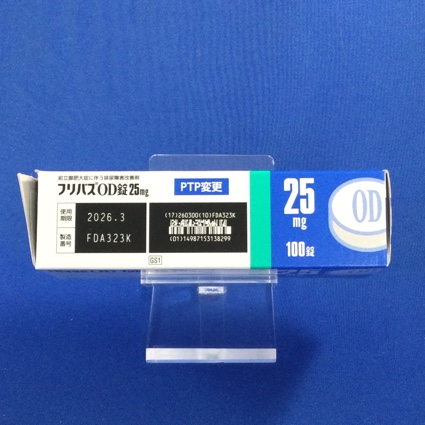 前立腺肥大症に伴う排尿障害改善剤
フリバスOD錠25mg
PTP変更
使用
期限
2026.3
製造
番号
FDA323K
(17)260300(10)FDA323K
(01)14987153138299
GS1
25
mg
100錠
OD